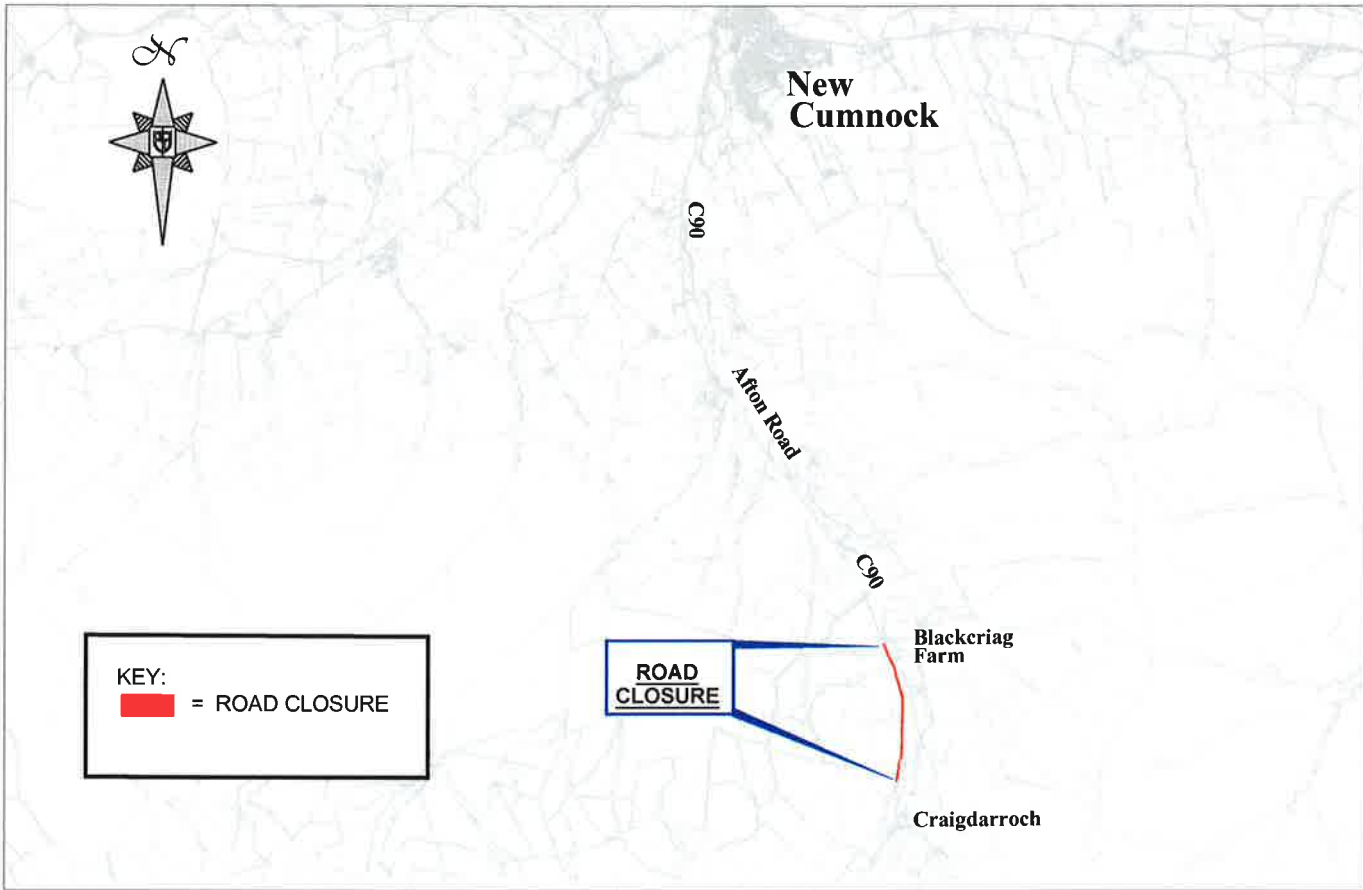 N
New
Cumnock
C90
Afton Road
C90
Blackcriag
Farm
KEY:
= ROAD CLOSURE
ROAD
CLOSURE
Craigdarroch